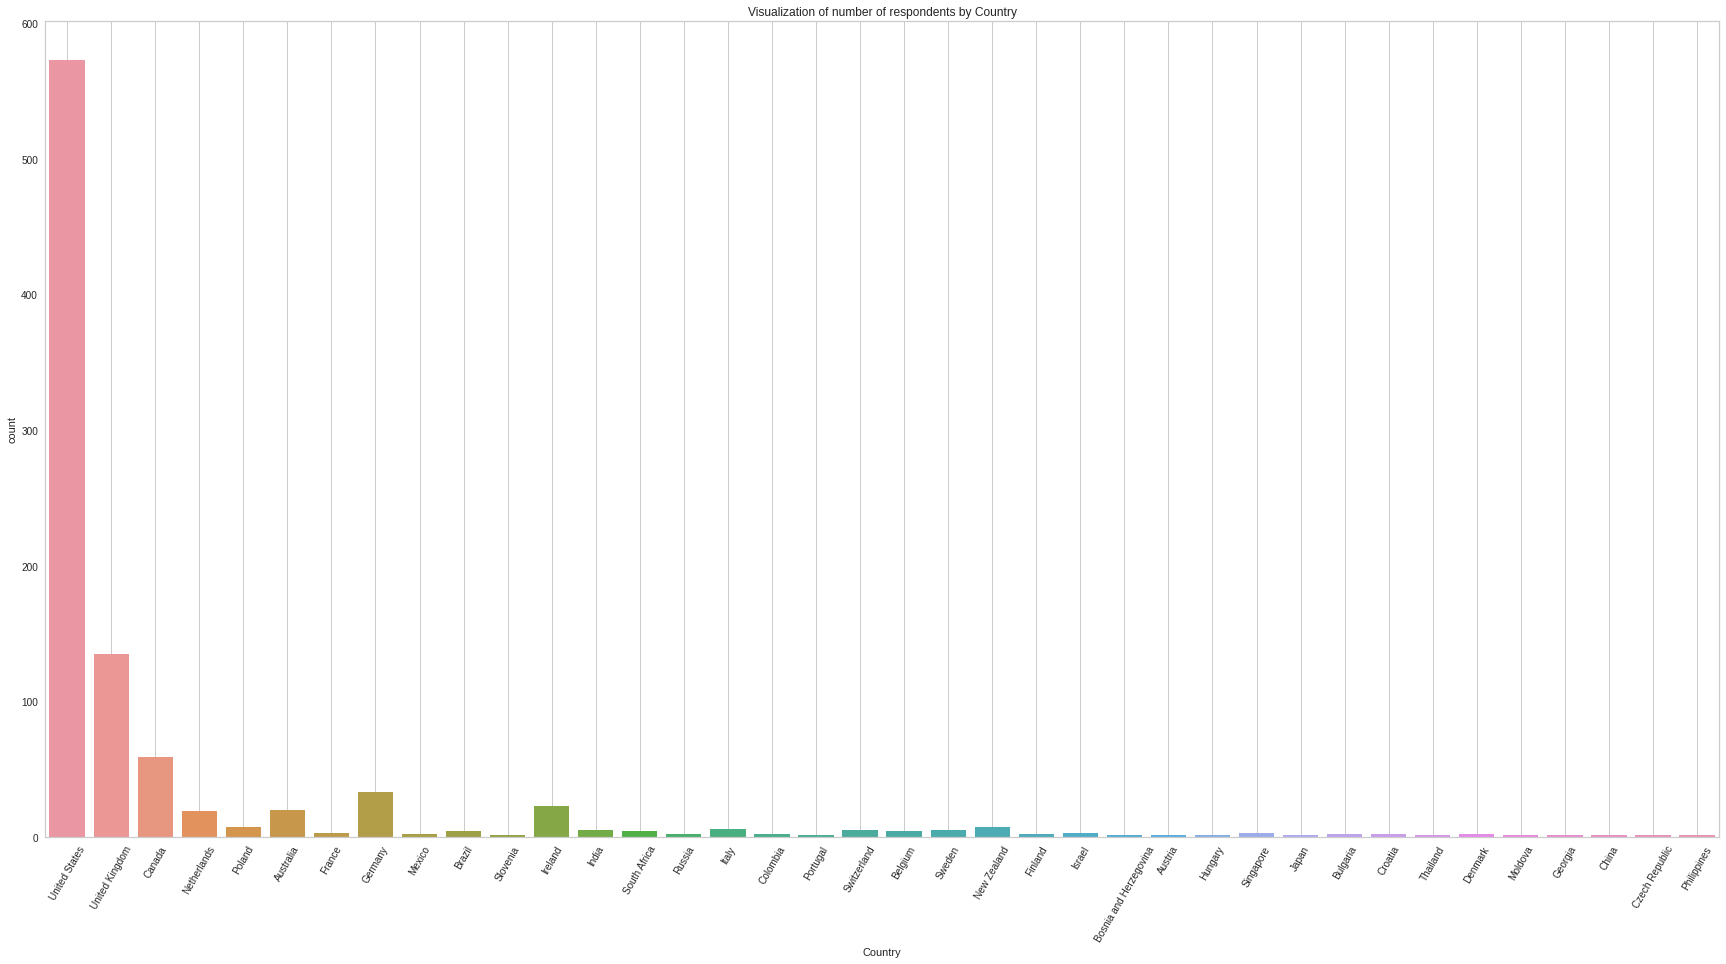 Visualization of number of respondents by Country
600
500
400
300
200
100
0
count
United States
United Kingdom
Canada
Netherlands
Poland
Australia
France
Germany
Mexico
Brazil
Slovenia
Ireland
India
South Africa
Russia
Italy
Colombia
Portugal
Switzerland
Belgium
Sweden
New Zealand
Finland
Israel
Bosnia and Herzegovina
Austria
Hungary
Singapore
Japan
Bulgaria
Croatia
Thailand
Denmark
Moldova
Georgia
China
Czech Republic
Philippines
Country